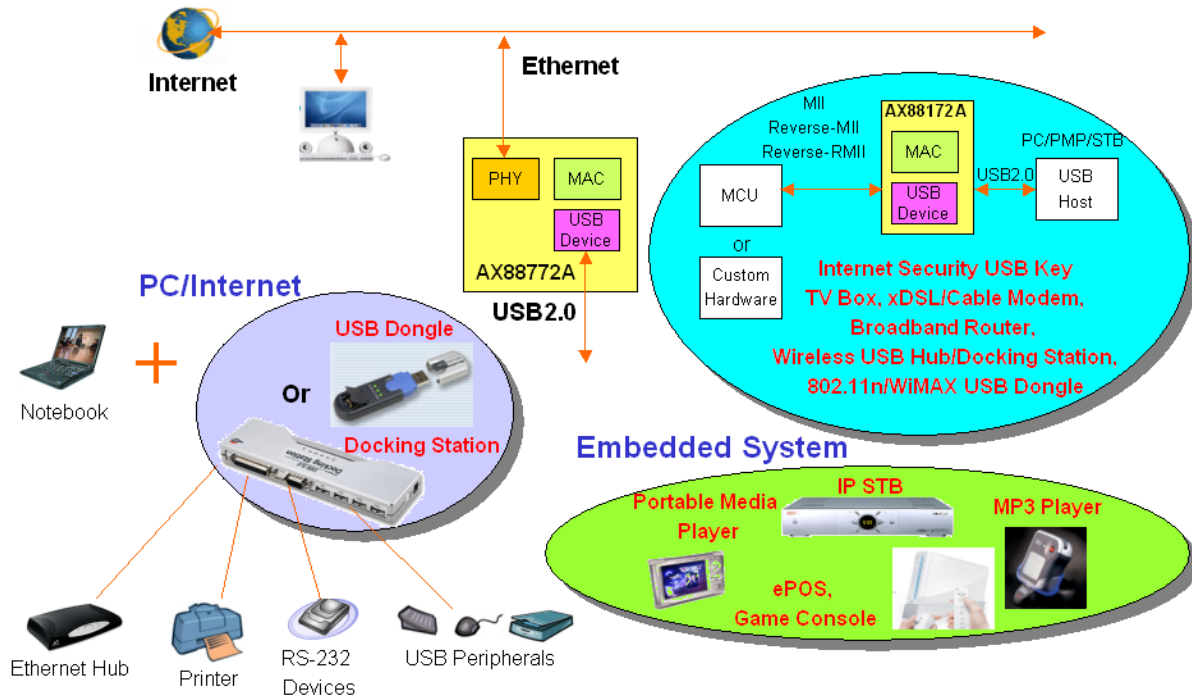 Internet
Ethernet
PHY
MAC
USB
Device
AX88772A
USB2.0
MII
Reverse-MII
Reverse-RMII
AX88172A
MAC
USB
Device
PC/PMP/STB
USB2.0
USB
Host
MCU
or
Custom
Hardware
Internet Security USB Key
TV Box, xDSL/Cable Modem,
Broadband Router,
Wireless USB Hub/Docking Station,
802.11n/WiMAX USB Dongle
PC/Internet
Notebook
USB Dongle
Or
Docking Station
Docking Station
Ethernet Hub
Printer
RS-232
Devices
USB Peripherals
Embedded System
Portable Media
Player
IP STB
MP3 Player
ePOS,
Game Console